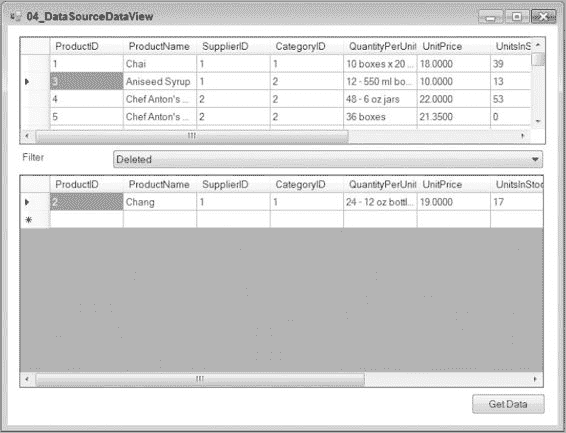 04_DataSourceDataView
ProductID ProductName SupplierID CategoryID QuantityPerUnit UnitPrice UnitsInS
1 Chai 1 1 10 boxes x 20 ... 18.0000 39
3 Aniseed Syrup 1 2 12 - 550 ml bo... 10.0000 13
4 Chef Anton's ... 2 2 48 - 6 oz jars 22.0000 53
5 Chef Anton's ... 2 2 36 boxes 21.3500 0
Filter Deleted
ProductID ProductName SupplierID CategoryID QuantityPerUnit UnitPrice UnitsInStoc
2 Chang 1 1 24 - 12 oz bottl... 19.0000 17
Get Data